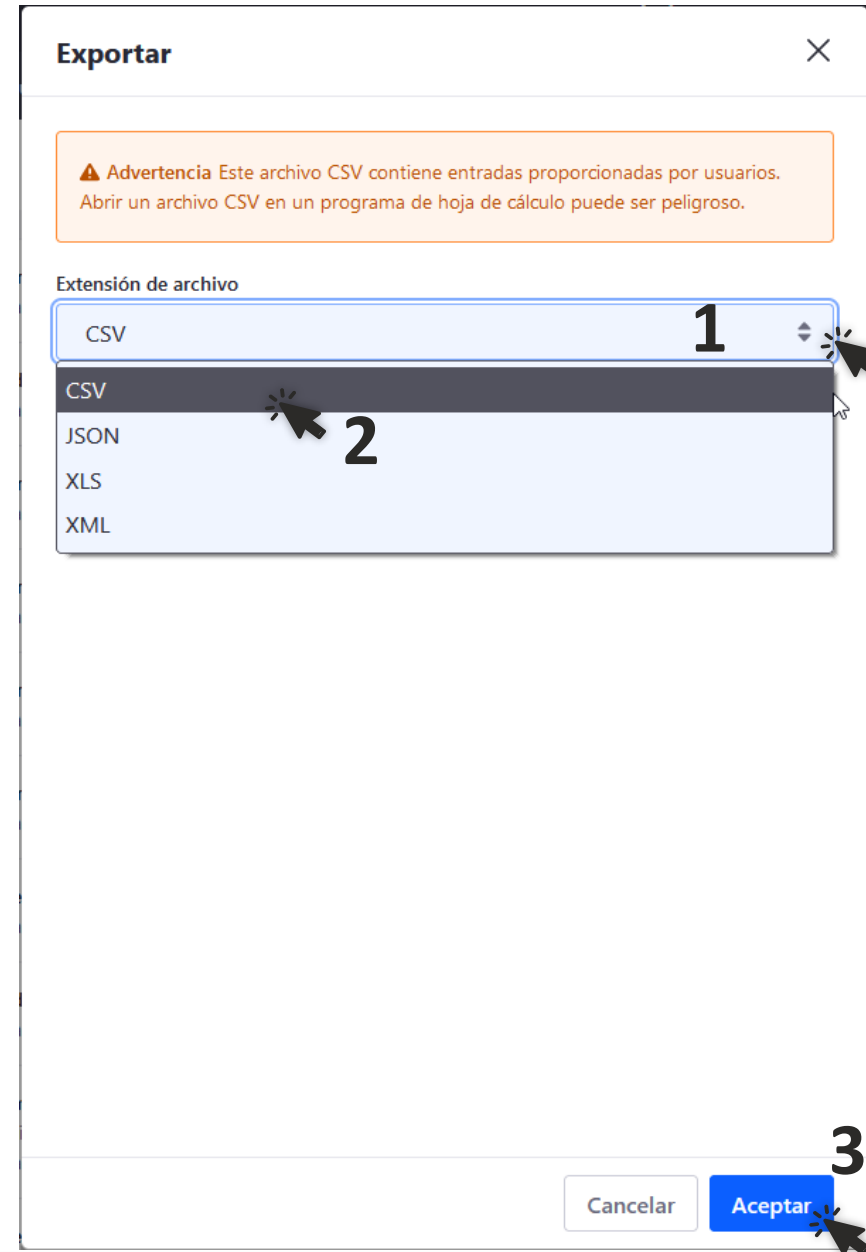 Exportar
Advertencia Este archivo CSV contiene entradas proporcionadas por usuarios.
Abrir un archivo CSV en un programa de hoja de cálculo puede ser peligroso.
Extensión de archivo
CSV 1
CSV
2
JSON
XLS
XML
3
Cancelar Aceptar